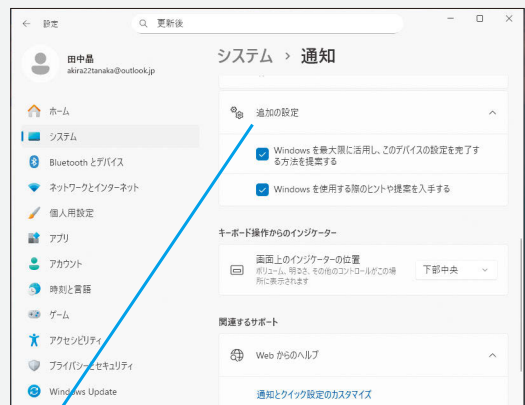 設定
更新後
田中晶
akira22tanaka@outlook.jp
システム › 通知
ホーム
システム
Bluetooth とデバイス
ネットワークとインターネット
個人用設定
アプリ
アカウント
時刻と言語
ゲーム
アクセシビリティ
プライバシーとセキュリティ
Windows Update
追加の設定
Windows を最大限に活用し、このデバイスの設定を完了す
る方法を提案する
Windows を使用する際のヒントや提案を入手する
キーボード操作からのインジケーター
画面上のインジケーターの位置
ボリューム、明るさ、その他のコントロールがこの場
所に表示されます
下部中央
関連するサポート
Web からのヘルプ
通知とクイック設定のカスタマイズ